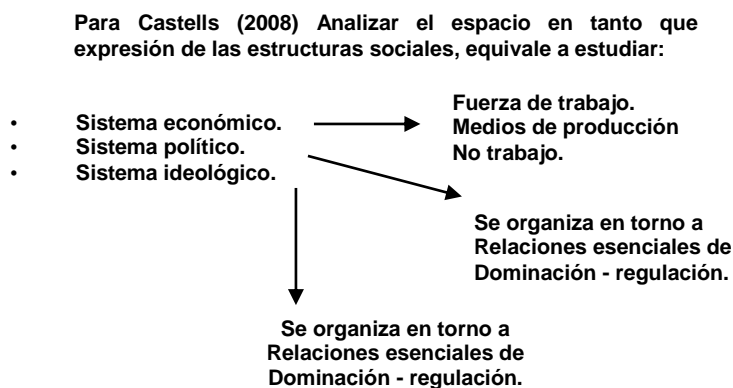 Para Castells (2008) Analizar el espacio en tanto que
expresión de las estructuras sociales, equivale a estudiar:
• Sistema económico.
• Sistema político.
• Sistema ideológico.
Fuerza de trabajo.
Medios de producción
No trabajo.
Se organiza en torno a
Relaciones esenciales de
Dominación - regulación.
Se organiza en torno a
Relaciones esenciales de
Dominación - regulación.